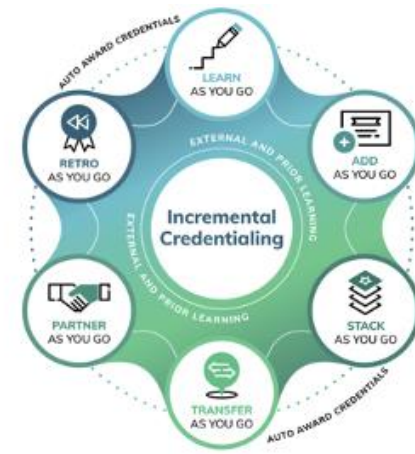 AUTO AWARD CREDENTIALS
LEARN
AS YOU GO
RETRO
AS YOU GO
ADD
AS YOU GO
EXTERNAL AND PRIOR LEARNING
Incremental
Credentialing
EXTERNAL AND PRIOR LEARNING
PARTNER
AS YOU GO
STACK
AS YOU GO
TRANSFER
AS YOU GO
AUTO AWARD CREDENTIALS